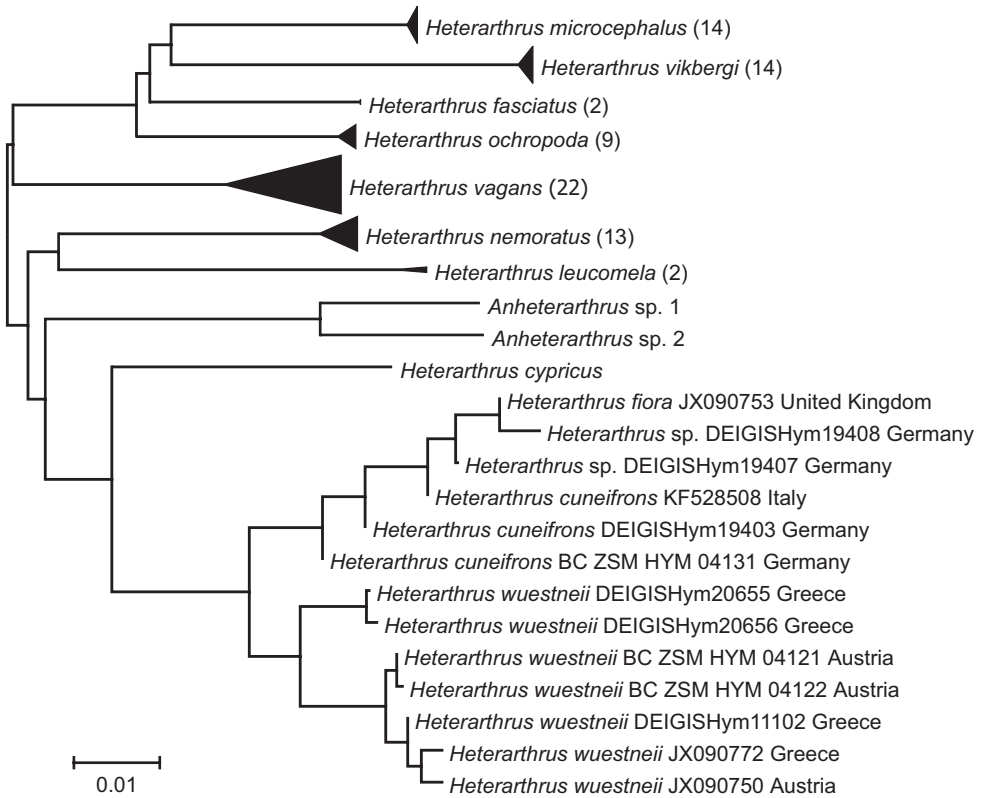 Heterarthrus microcephalus (14)
Heterarthrus vikbergi (14)
Heterarthrus fasciatus (2)
Heterarthrus ochropoda (9)
Heterarthrus vagans (22)
Heterarthrus nemoratus (13)
Heterarthrus leucomela (2)
Anheterarthrus sp. 1
Anheterarthrus sp. 2
Heterarthrus cypricus
Heterarthrus fiora JX090753 United Kingdom
Heterarthrus sp. DEIGISHym19408 Germany
Heterarthrus sp. DEIGISHym19407 Germany
Heterarthrus cuneifrons KF528508 Italy
Heterarthrus cuneifrons DEIGISHym19403 Germany
Heterarthrus cuneifrons BC ZSM HYM 04131 Germany
Heterarthrus wuestneii DEIGISHym20655 Greece
Heterarthrus wuestneii DEIGISHym20656 Greece
Heterarthrus wuestneii BC ZSM HYM 04121 Austria
Heterarthrus wuestneii BC ZSM HYM 04122 Austria
Heterarthrus wuestneii DEIGISHym11102 Greece
Heterarthrus wuestneii JX090772 Greece
Heterarthrus wuestneii JX090750 Austria
0.01